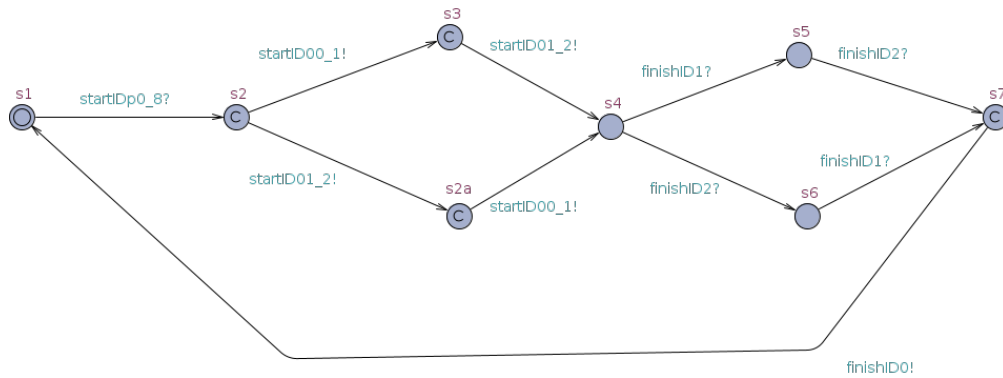 s3
s5
startID00_1!
startID01_2!
finishID2?
finishID1?
s1
startIDp0_8?
s2
s4
s7
C
C
C
finishID1?
startID01_2!
s2a
finishID2?
s6
C
startID00_1!
finishID0!